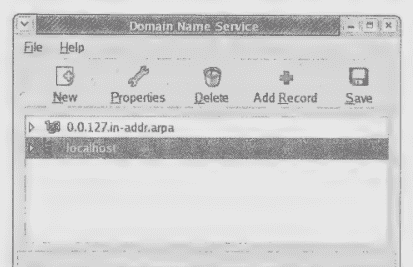 Domain Name Service
File Help
New Properties Delete Add Record Save
0.0.127.in-addr.arpa
localhost